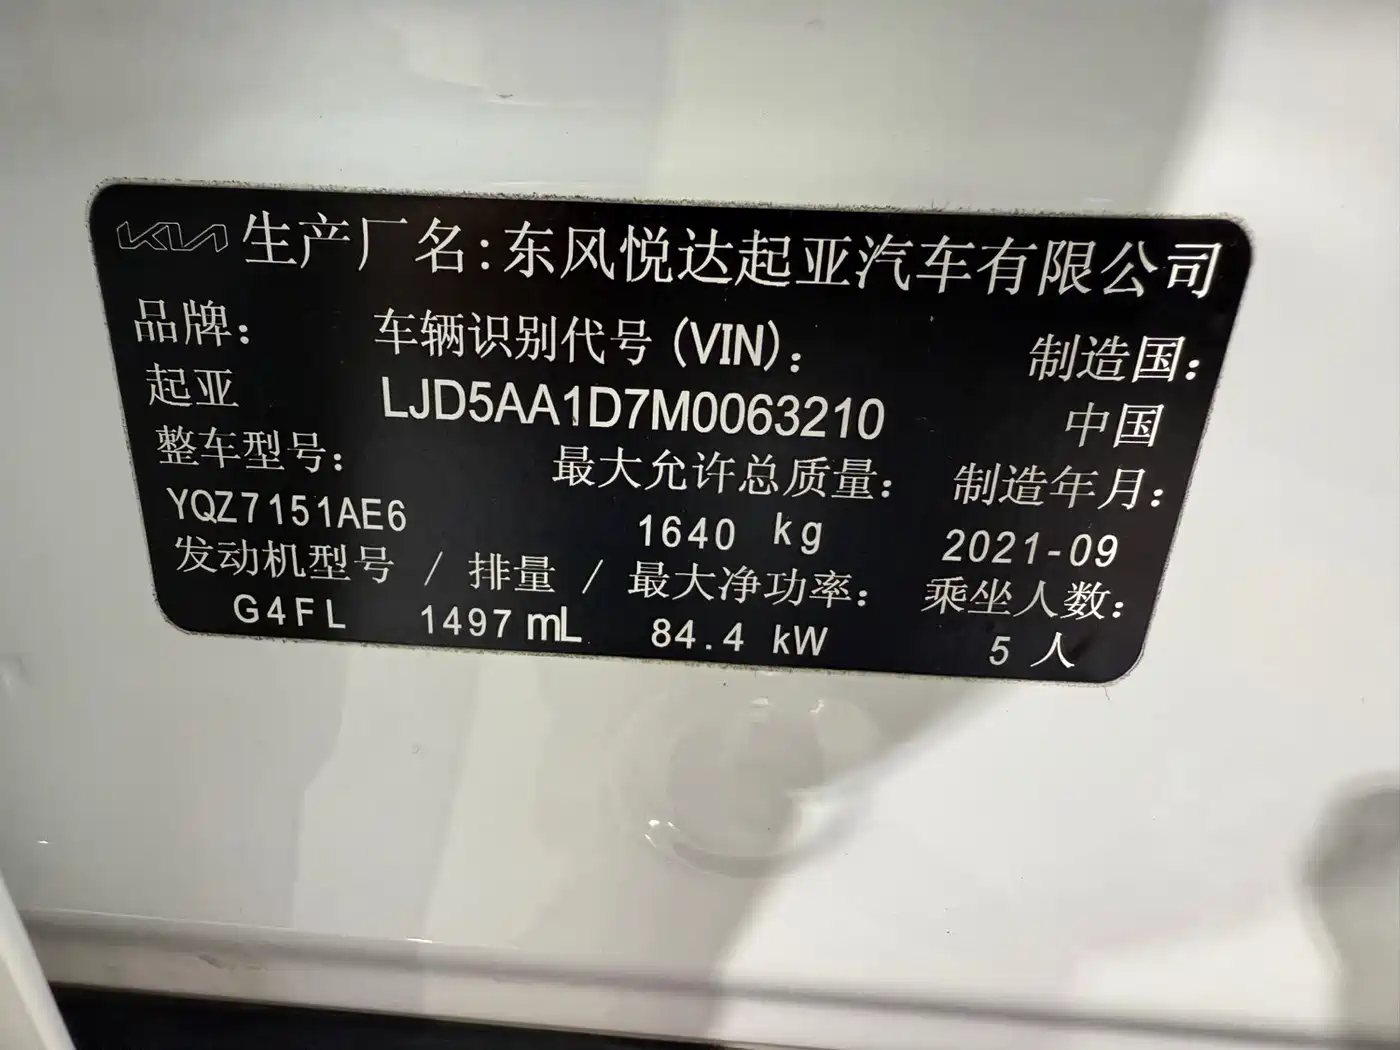 KIA 生产厂名:东风悦达起亚汽车有限公司
品牌: 车辆识别代号(VIN): 制造国:
起亚 LJD5AA1D7M0063210 中国
整车型号: 最大允许总质量: 制造年月:
YQZ7151AE6 1640 kg 2021-09
发动机型号 / 排量 / 最大净功率: 乘坐人数:
G4FL 1497 mL 84.4 kW 5 人